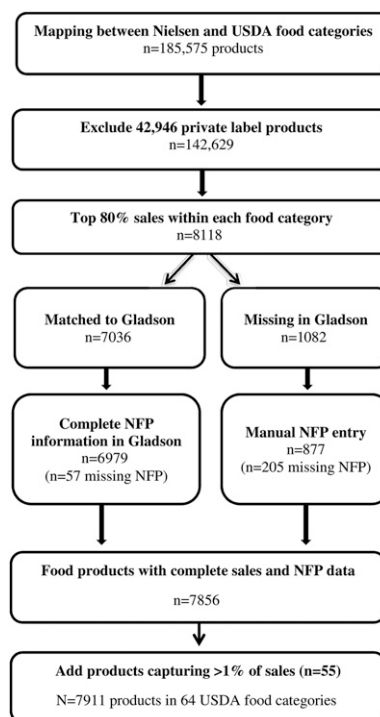 Mapping between Nielsen and USDA food categories
n=185,575 products
Exclude 42,946 private label products
n=142,629
Top 80% sales within each food category
n=8118
Matched to Gladson
n=7036
Missing in Gladson
n=1082
Complete NFP
information in Gladson
n=6979
(n=57 missing NFP)
Manual NFP entry
n=877
(n=205 missing NFP)
Food products with complete sales and NFP data
n=7856
Add products capturing >1% of sales (n=55)
N=7911 products in 64 USDA food categories